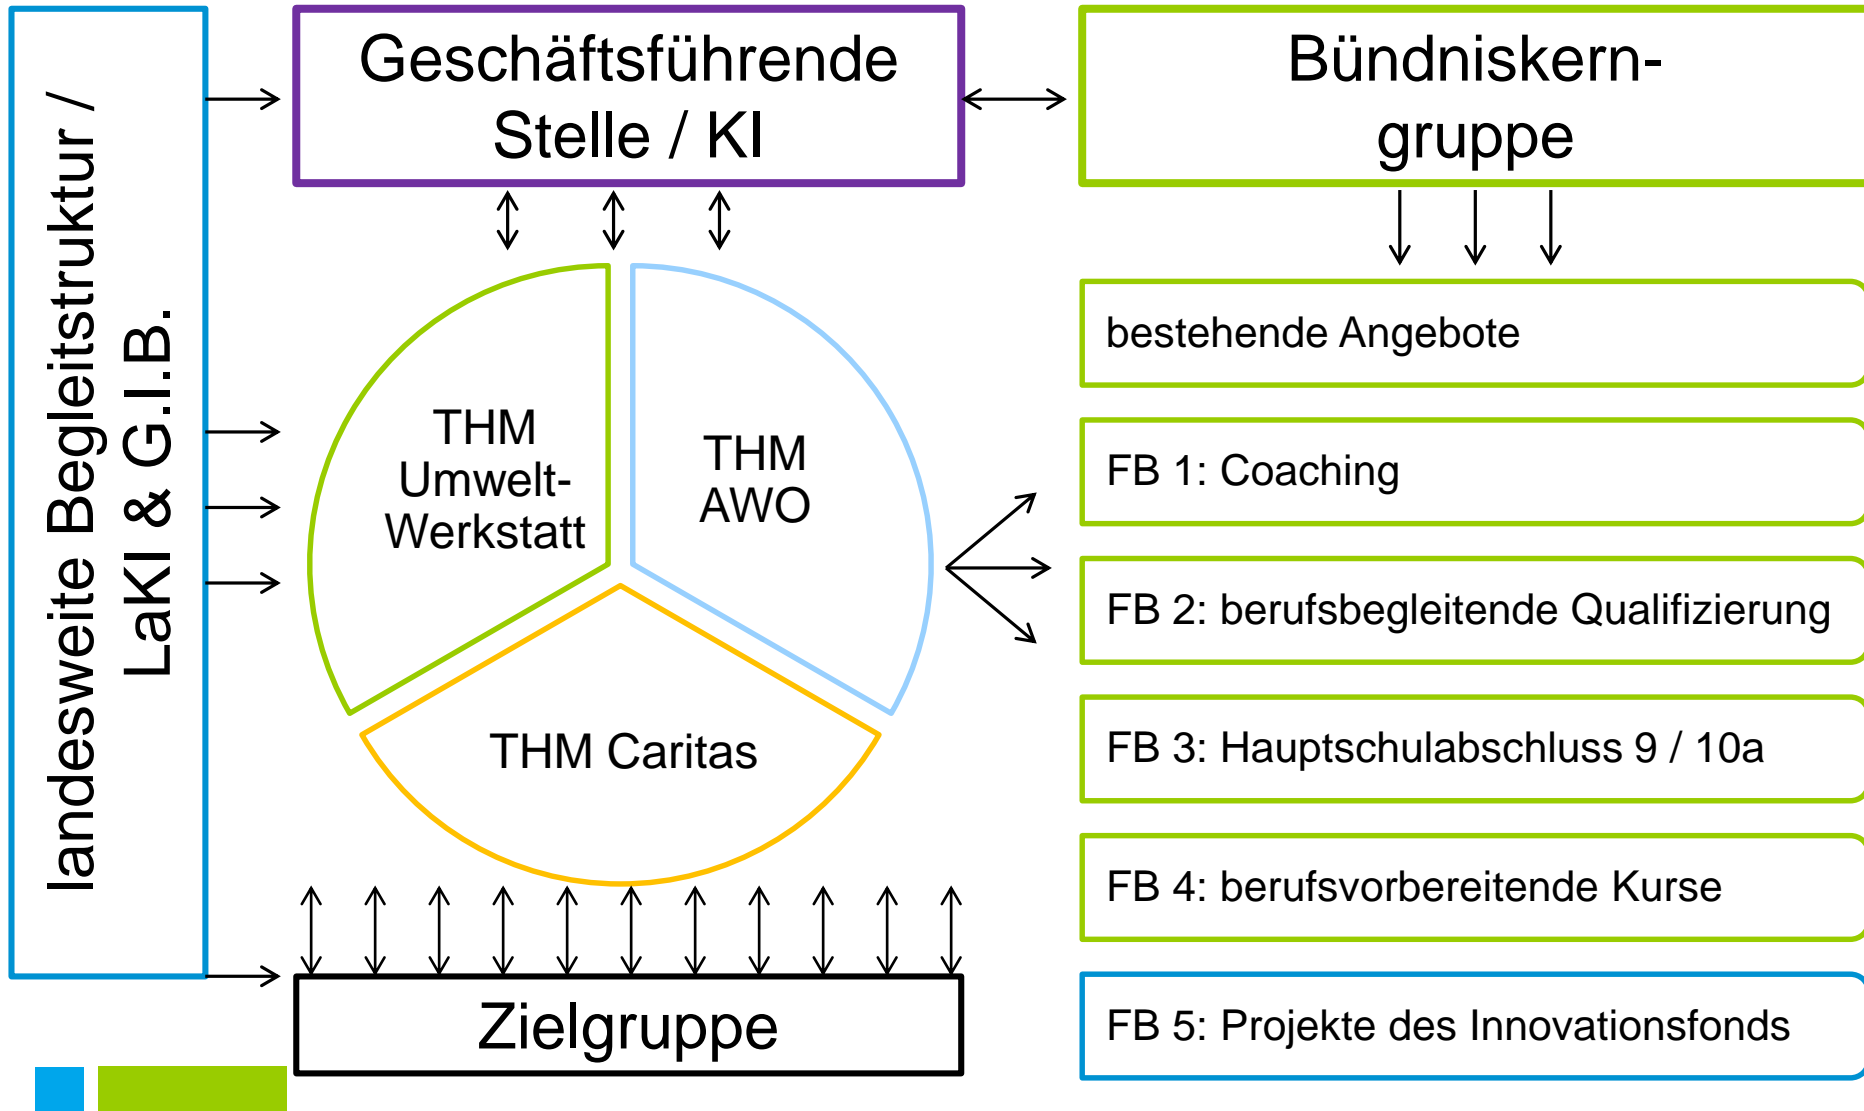 landesweite Begleitstruktur /
LaKI & G.I.B.
Geschäftsführende
Stelle / KI
Bündniskern-
gruppe
THM
Umwelt-
Werkstatt
THM
AWO
THM Caritas
Zielgruppe
bestehende Angebote
FB 1: Coaching
FB 2: berufsbegleitende Qualifizierung
FB 3: Hauptschulabschluss 9 / 10a
FB 4: berufsvorbereitende Kurse
FB 5: Projekte des Innovationsfonds